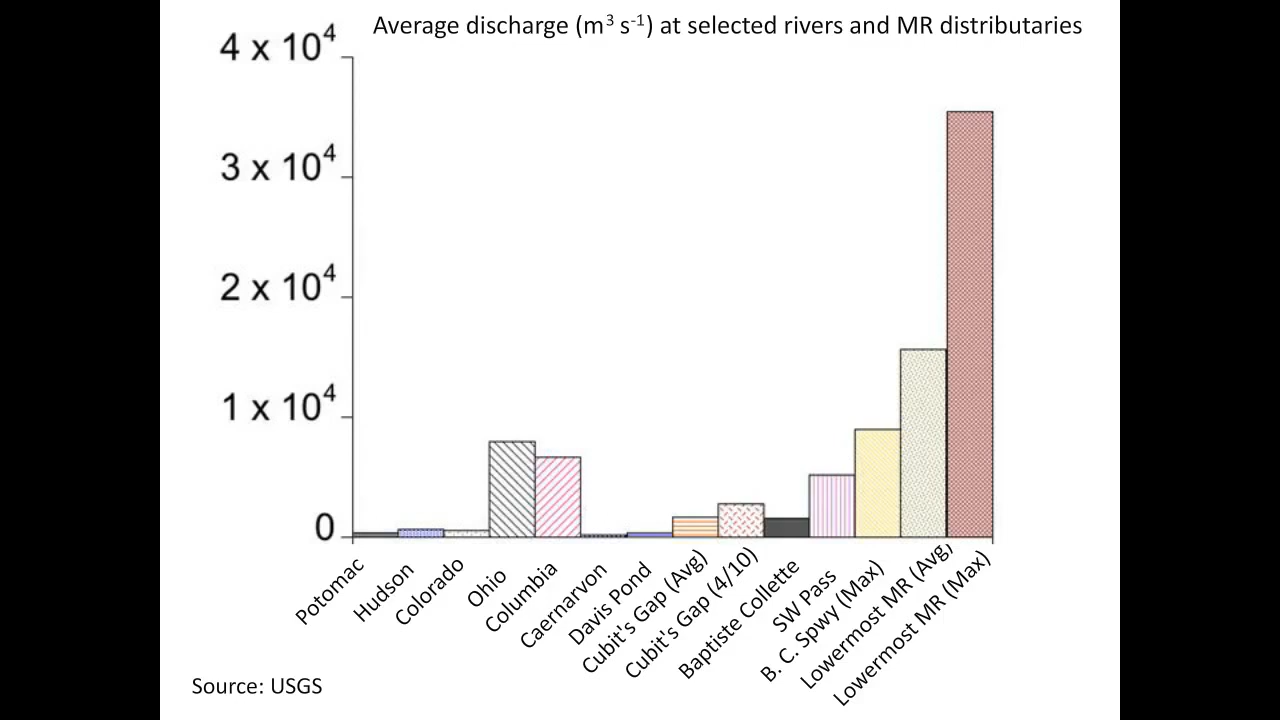 Average discharge (m³ s⁻¹) at selected rivers and MR distributaries
4 x 10⁴
3 x 10⁴
2 x 10⁴
1 x 10⁴
0
Potomac
Hudson
Colorado
Ohio
Columbia
Caernarvon
Davis Pond
Cubit's Gap (Avg)
Cubit's Gap (4/10)
Baptiste Collette
SW Pass
B. C. Spwy (Max)
Lowermost MR (Avg)
Lowermost MR (Max)
Source: USGS